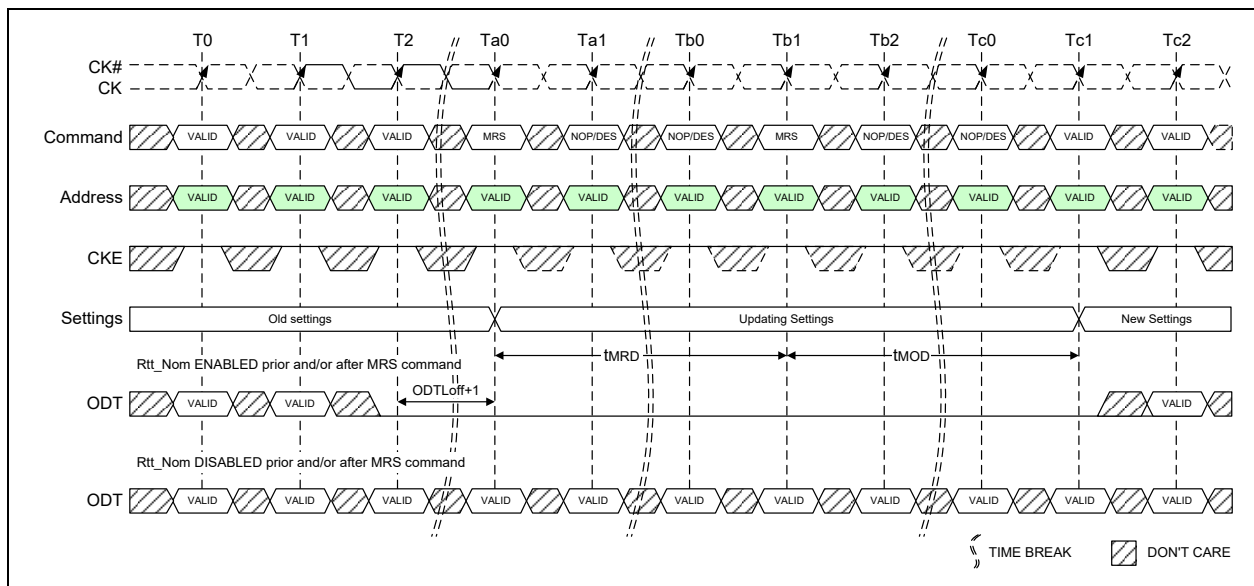 T0 T1 T2 Ta0 Ta1 Tb0 Tb1 Tb2 Tc0 Tc1 Tc2
CK#
CK
Command VALID VALID VALID MRS NOP/DES NOP/DES MRS NOP/DES NOP/DES VALID VALID
Address VALID VALID VALID VALID VALID VALID VALID VALID VALID VALID VALID
CKE
Settings Old settings Updating Settings New Settings
tMRD tMOD
Rtt_Nom ENABLED prior and/or after MRS command
ODTLoff+1
ODT VALID VALID VALID
Rtt_Nom DISABLED prior and/or after MRS command
ODT VALID VALID VALID VALID VALID VALID VALID VALID VALID VALID VALID
TIME BREAK DON'T CARE